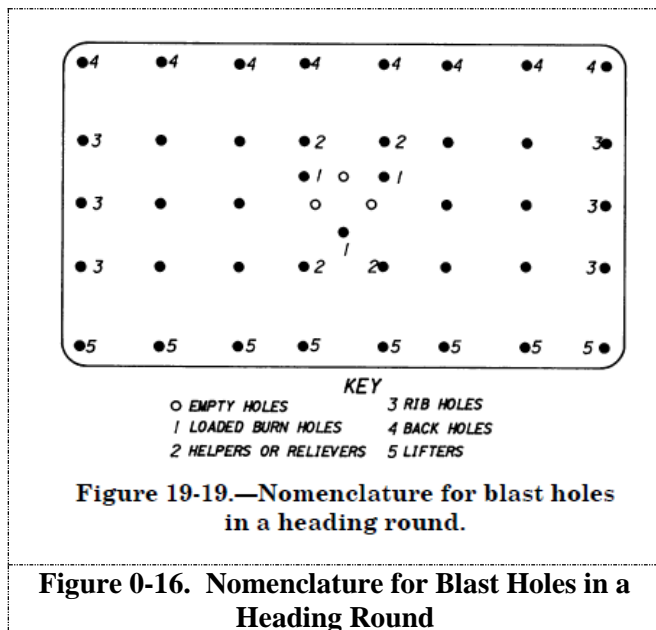 4 4 4 4 4 4 4 4
3 2 2 3
1 1
3 3
1
3 2 2 3
5 5 5 5 5 5 5 5
KEY
EMPTY HOLES 3 RIB HOLES
1 LOADED BURN HOLES 4 BACK HOLES
2 HELPERS OR RELIEVERS 5 LIFTERS
Figure 19-19.—Nomenclature for blast holes
in a heading round.
Figure 0-16. Nomenclature for Blast Holes in a
Heading Round